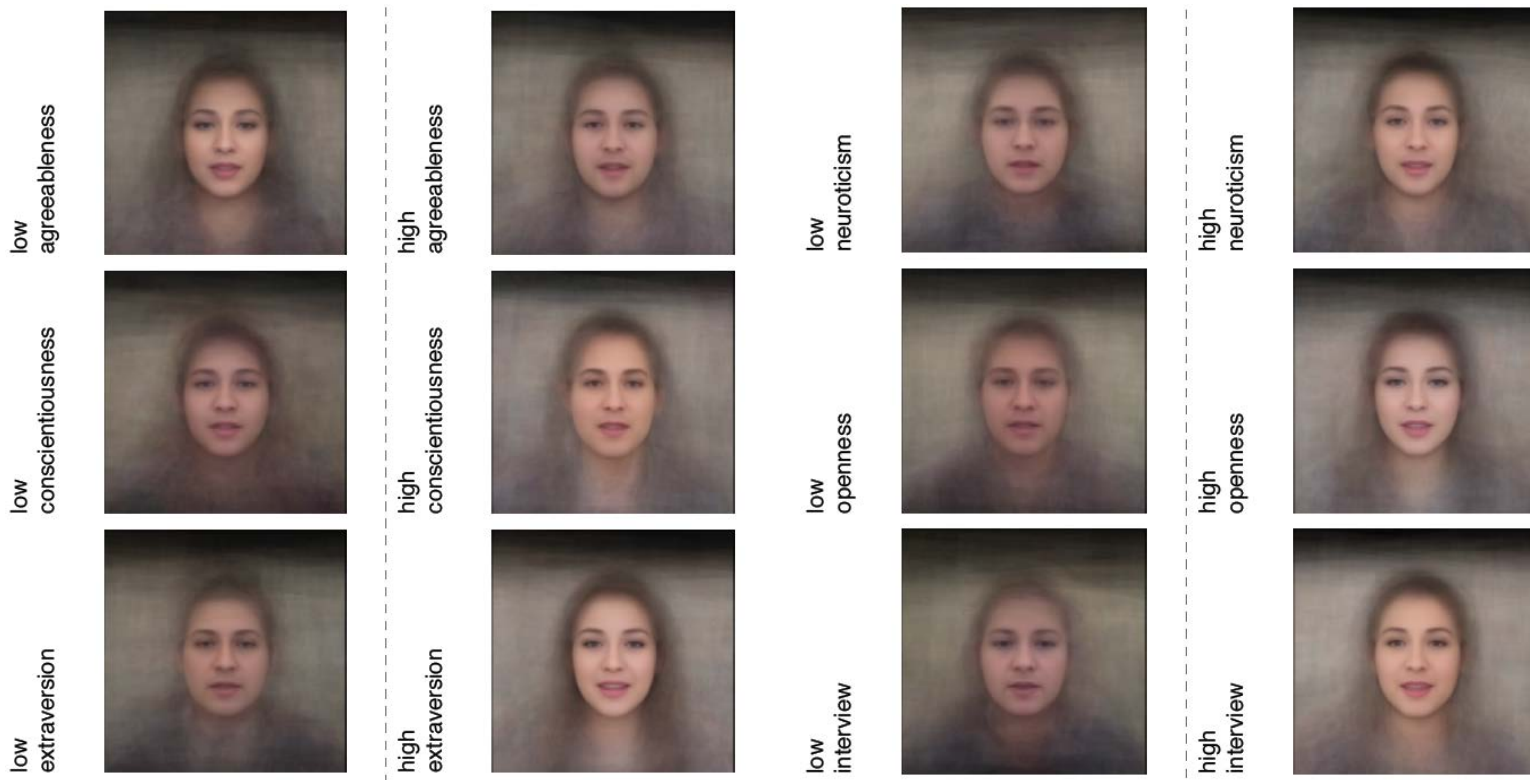 low
agreeableness
high
agreeableness
low
neuroticism
high
neuroticism
low
conscientiousness
high
conscientiousness
low
openness
high
openness
low
extraversion
high
extraversion
low
interview
high
interview